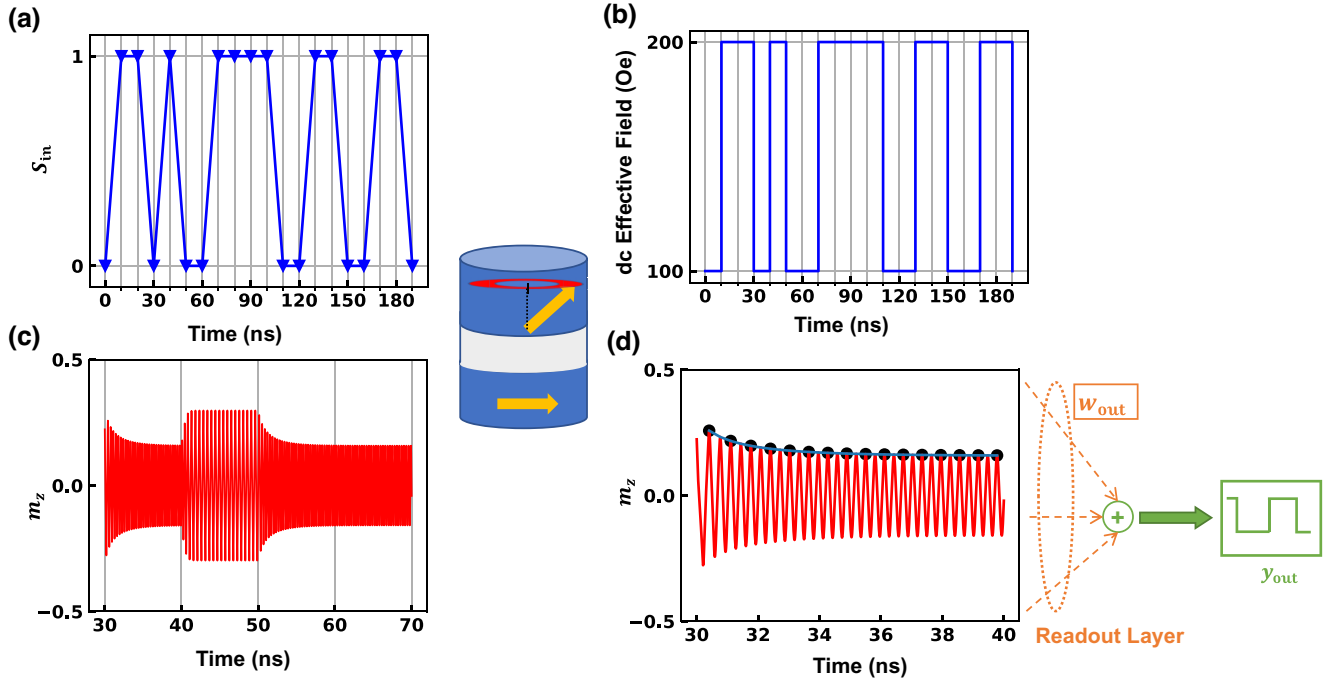 (a)
1
0
S_in
0 30 60 90 120 150 180
Time (ns)
(b)
200
100
dc Effective Field (Oe)
0 30 60 90 120 150 180
Time (ns)
(c)
0.5
0.0
−0.5
m_z
30 40 50 60 70
Time (ns)
(d)
0.5
0.0
−0.5
m_z
30 32 34 36 38 40
Time (ns)
w_out
+
y_out
Readout Layer